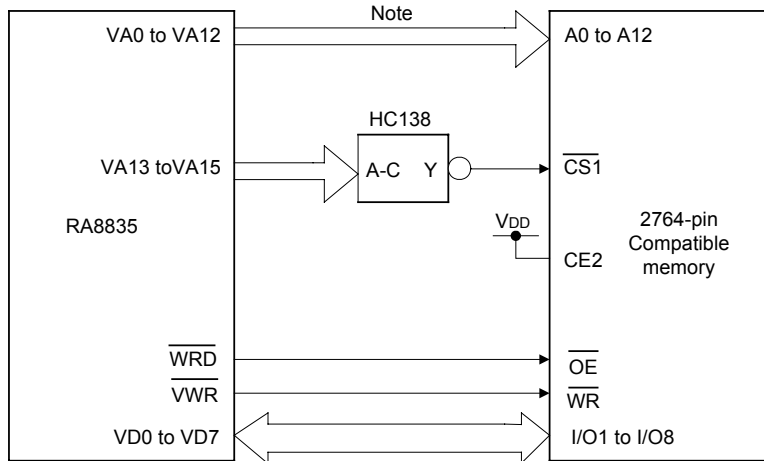 Note
VA0 to VA12
A0 to A12
HC138
VA13 toVA15
A-C
Y
CS1
RA8835
VDD
2764-pin
Compatible
memory
CE2
WRD
OE
VWR
WR
VD0 to VD7
I/O1 to I/O8